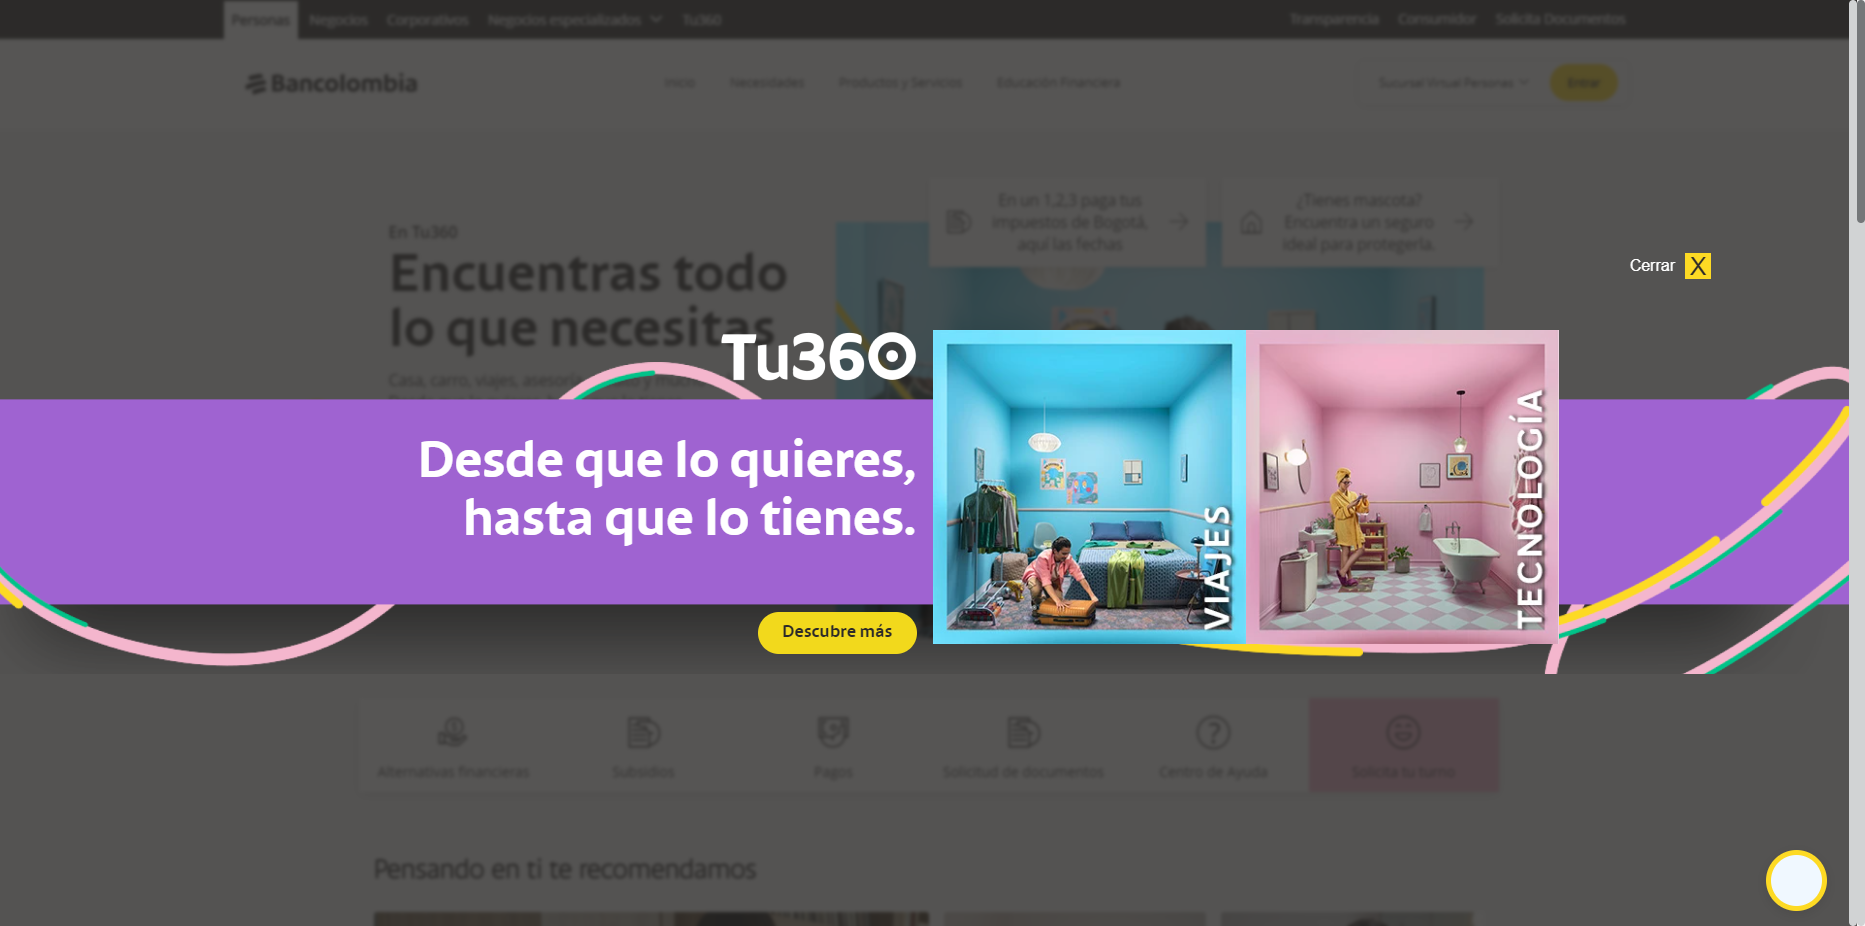 Personas
Negocios
Corporativos
Negocios especializados
Tu360
Transparencia
Consumidor
Solicita Documentos
Bancolombia
Inicio
Necesidades
Productos y Servicios
Educación Financiera
Sucursal Virtual Personas
Entrar
En un 1,2,3 paga tus
impuestos de Bogotá,
aquí las fechas
¿Tienes mascota?
Encuentra un seguro
ideal para protegerla.
En Tu360
Encuentras todo
lo que necesitas
Casa, carro, viajes,
Cerrar X
Tu360
Desde que lo quieres,
hasta que lo tienes.
Descubre más
VIAJES
TECNOLOGÍA
Alternativas financieras
Subsidios
Pagos
Solicitud de documentos
Centro de Ayuda
Solicita tu turno
Pensando en ti te recomendamos